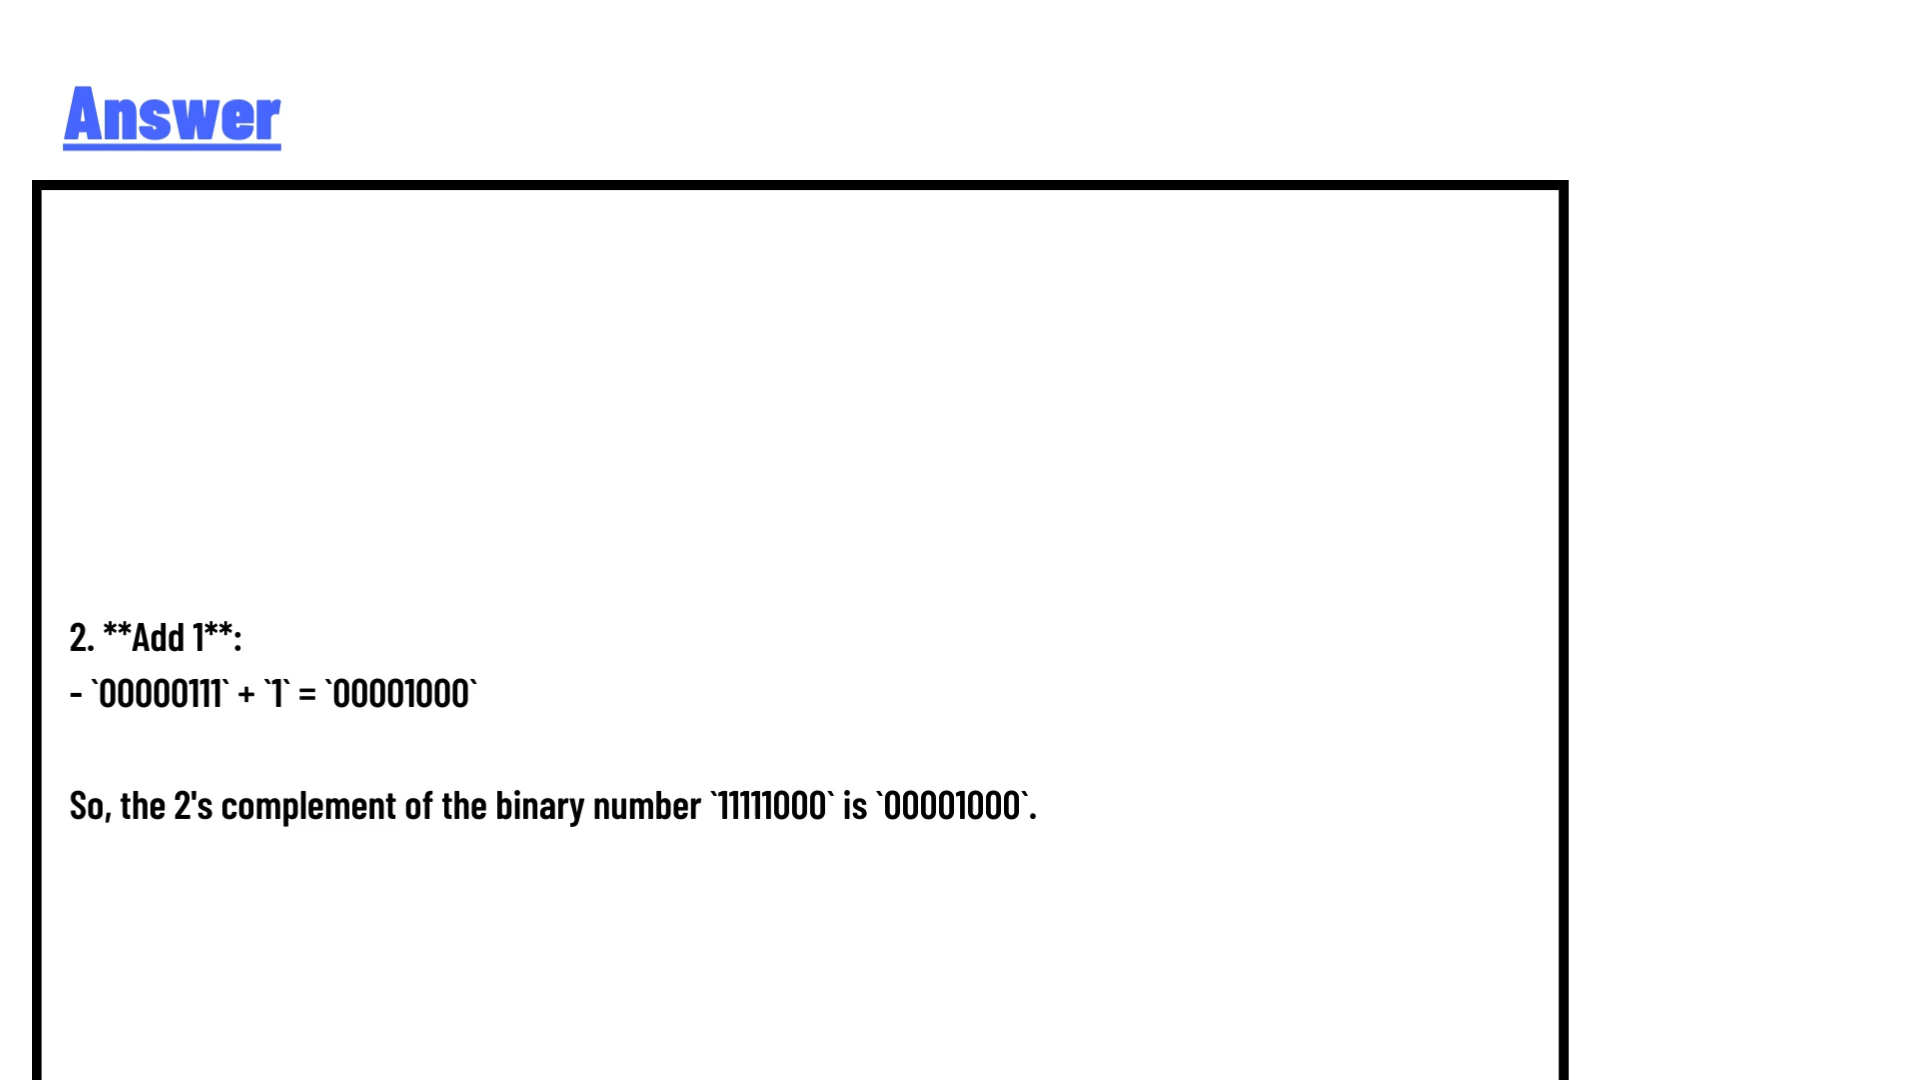 Answer
2. **Add 1**:
- `00000111` + `1` = `00001000`
So, the 2's complement of the binary number `11111000` is `00001000`.